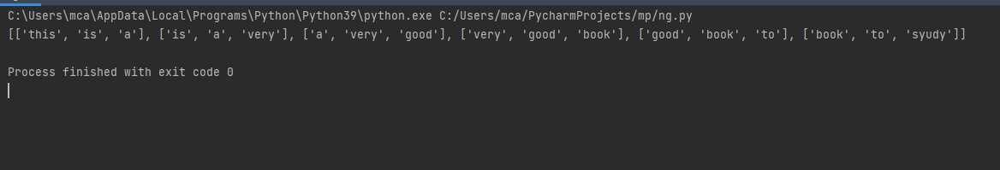 C:\Users\mca\AppData\Local\Programs\Python\Python39\python.exe C:/Users/mca/PycharmProjects/mp/ng.py
[['this', 'is', 'a'], ['is', 'a', 'very'], ['a', 'very', 'good'], ['very', 'good', 'book'], ['good', 'book', 'to'], ['book', 'to', 'syudy']]
Process finished with exit code 0